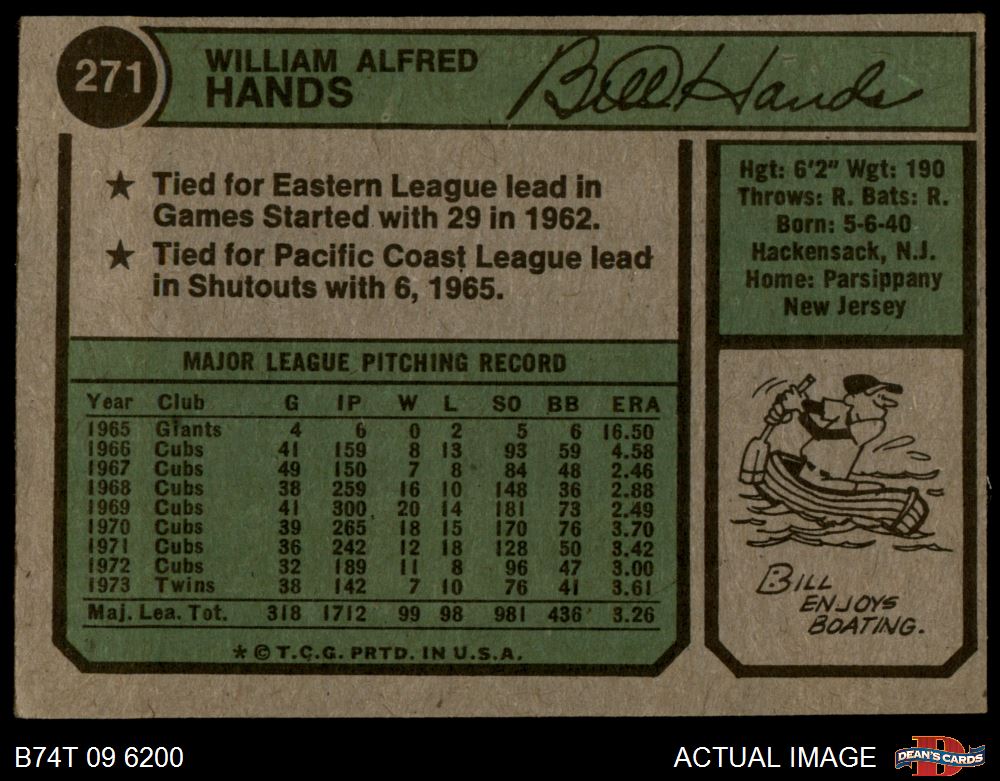 271
WILLIAM ALFRED
HANDS
Bill Hands
★ Tied for Eastern League lead in
Games Started with 29 in 1962.
★ Tied for Pacific Coast League lead
in Shutouts with 6, 1965.
Hgt: 6'2" Wgt: 190
Throws: R. Bats: R.
Born: 5-6-40
Hackensack, N.J.
Home: Parsippany
New Jersey
MAJOR LEAGUE PITCHING RECORD
Year Club G IP W L SO BB ERA
1965 Giants 4 6 0 2 5 6 16.50
1966 Cubs 41 159 8 13 93 59 4.58
1967 Cubs 49 150 7 8 84 48 2.46
1968 Cubs 38 259 16 10 148 36 2.88
1969 Cubs 41 300 20 14 181 73 2.49
1970 Cubs 39 265 18 15 170 76 3.70
1971 Cubs 36 242 12 18 128 50 3.42
1972 Cubs 32 189 11 8 96 47 3.00
1973 Twins 38 142 7 10 76 41 3.61
Maj. Lea. Tot. 318 1712 99 98 981 436 3.26
* © T.C.G. PRTD. IN U.S.A.
BILL
ENJOYS
BOATING.
B74T 09 6200
ACTUAL IMAGE
D
DEAN'S CARDS